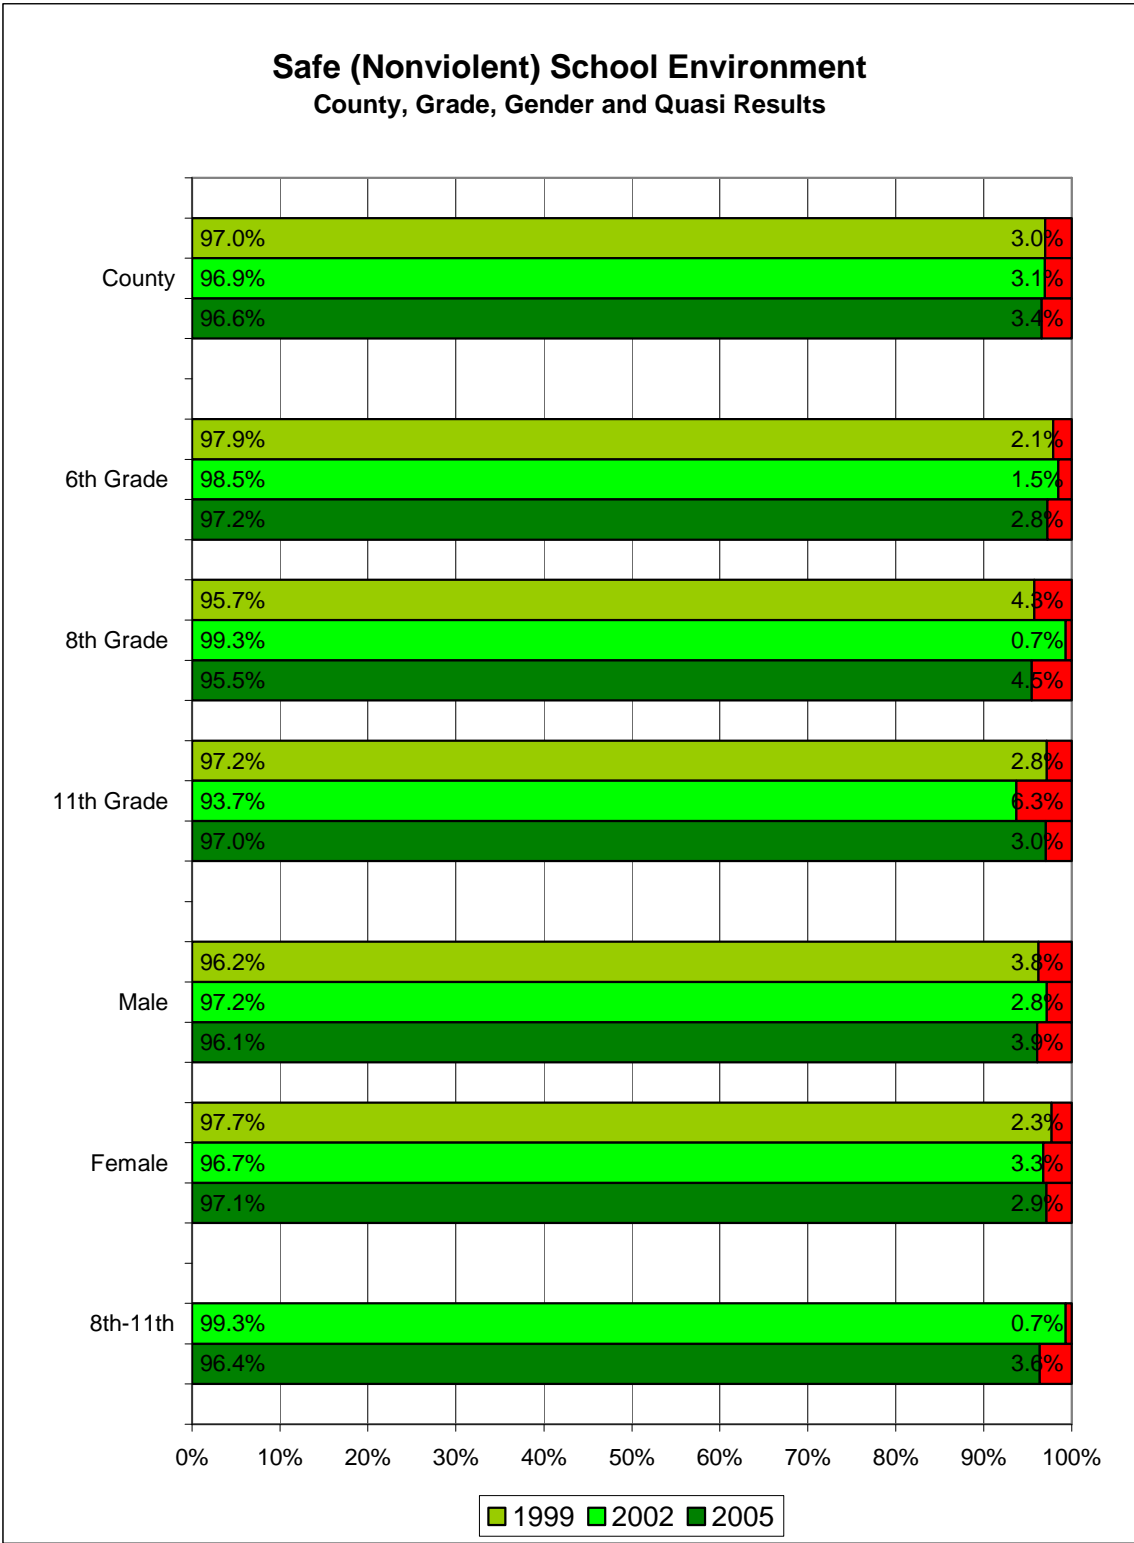 Safe (Nonviolent) School Environment
County, Grade, Gender and Quasi Results
97.0% 3.0%
County 96.9% 3.1%
96.6% 3.4%
97.9% 2.1%
6th Grade 98.5% 1.5%
97.2% 2.8%
95.7% 4.3%
8th Grade 99.3% 0.7%
95.5% 4.5%
97.2% 2.8%
11th Grade 93.7% 6.3%
97.0% 3.0%
96.2% 3.8%
Male 97.2% 2.8%
96.1% 3.9%
97.7% 2.3%
Female 96.7% 3.3%
97.1% 2.9%
8th-11th 99.3% 0.7%
96.4% 3.6%
0% 10% 20% 30% 40% 50% 60% 70% 80% 90% 100%
1999 2002 2005